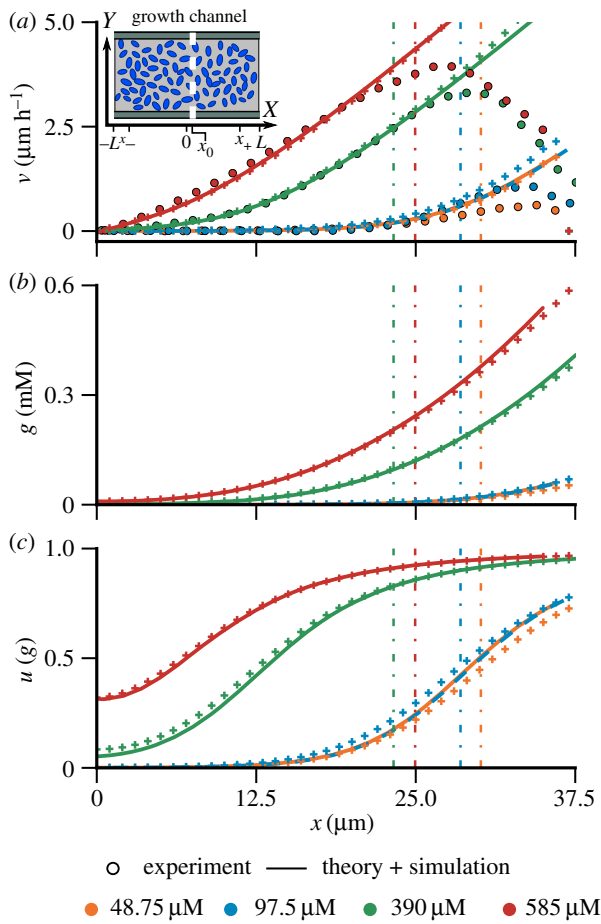 (a)
growth channel
Y
X
–L x– 0 x0 x+ L
5.0
2.5
0
v (µm h–1)
(b)
0.6
0.3
0
g (mM)
(c)
1.0
0.5
0
u (g)
0 12.5 25.0 37.5
x (µm)
experiment theory + simulation
48.75 µM 97.5 µM 390 µM 585 µM